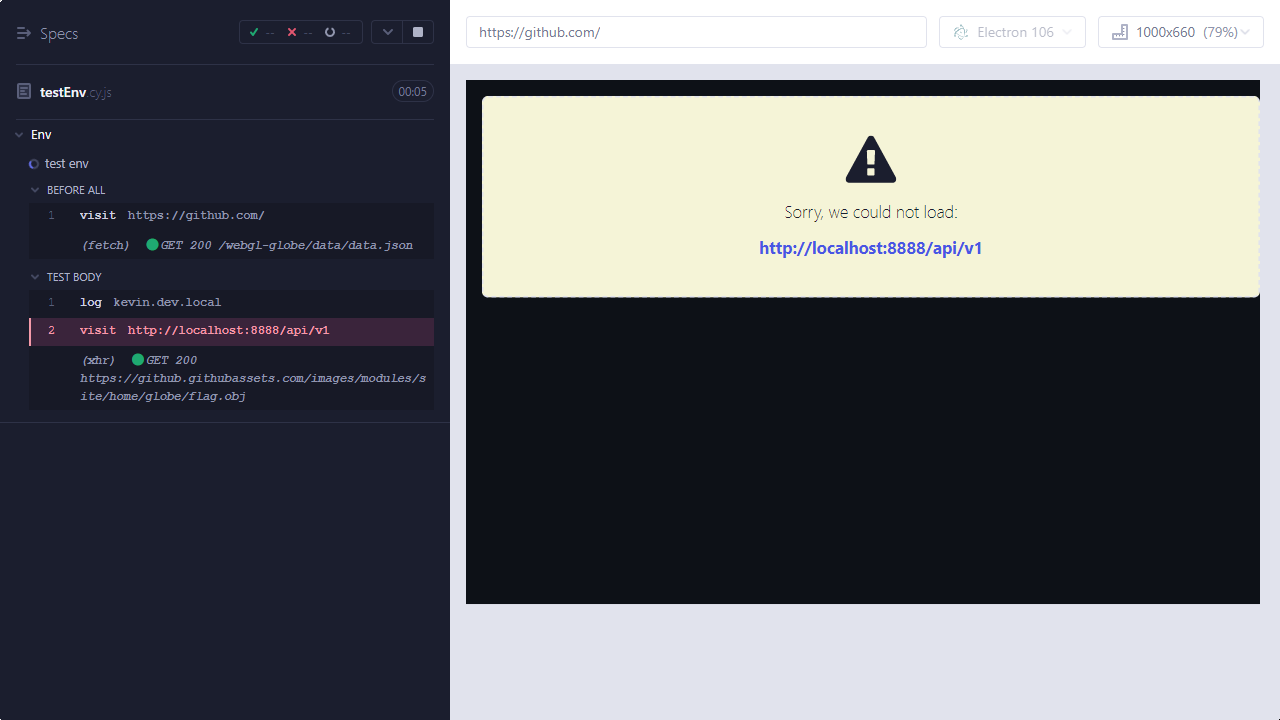 Specs
-- -- --
testEnv.cy.js 00:05
Env
test env
BEFORE ALL
1 visit https://github.com/
(fetch) GET 200 /webgl-globe/data/data.json
TEST BODY
1 log kevin.dev.local
2 visit http://localhost:8888/api/v1
(xhr) GET 200
https://github.githubassets.com/images/modules/s
ite/home/globe/flag.obj
https://github.com/
Electron 106
1000x660 (79%)
Sorry, we could not load:
http://localhost:8888/api/v1